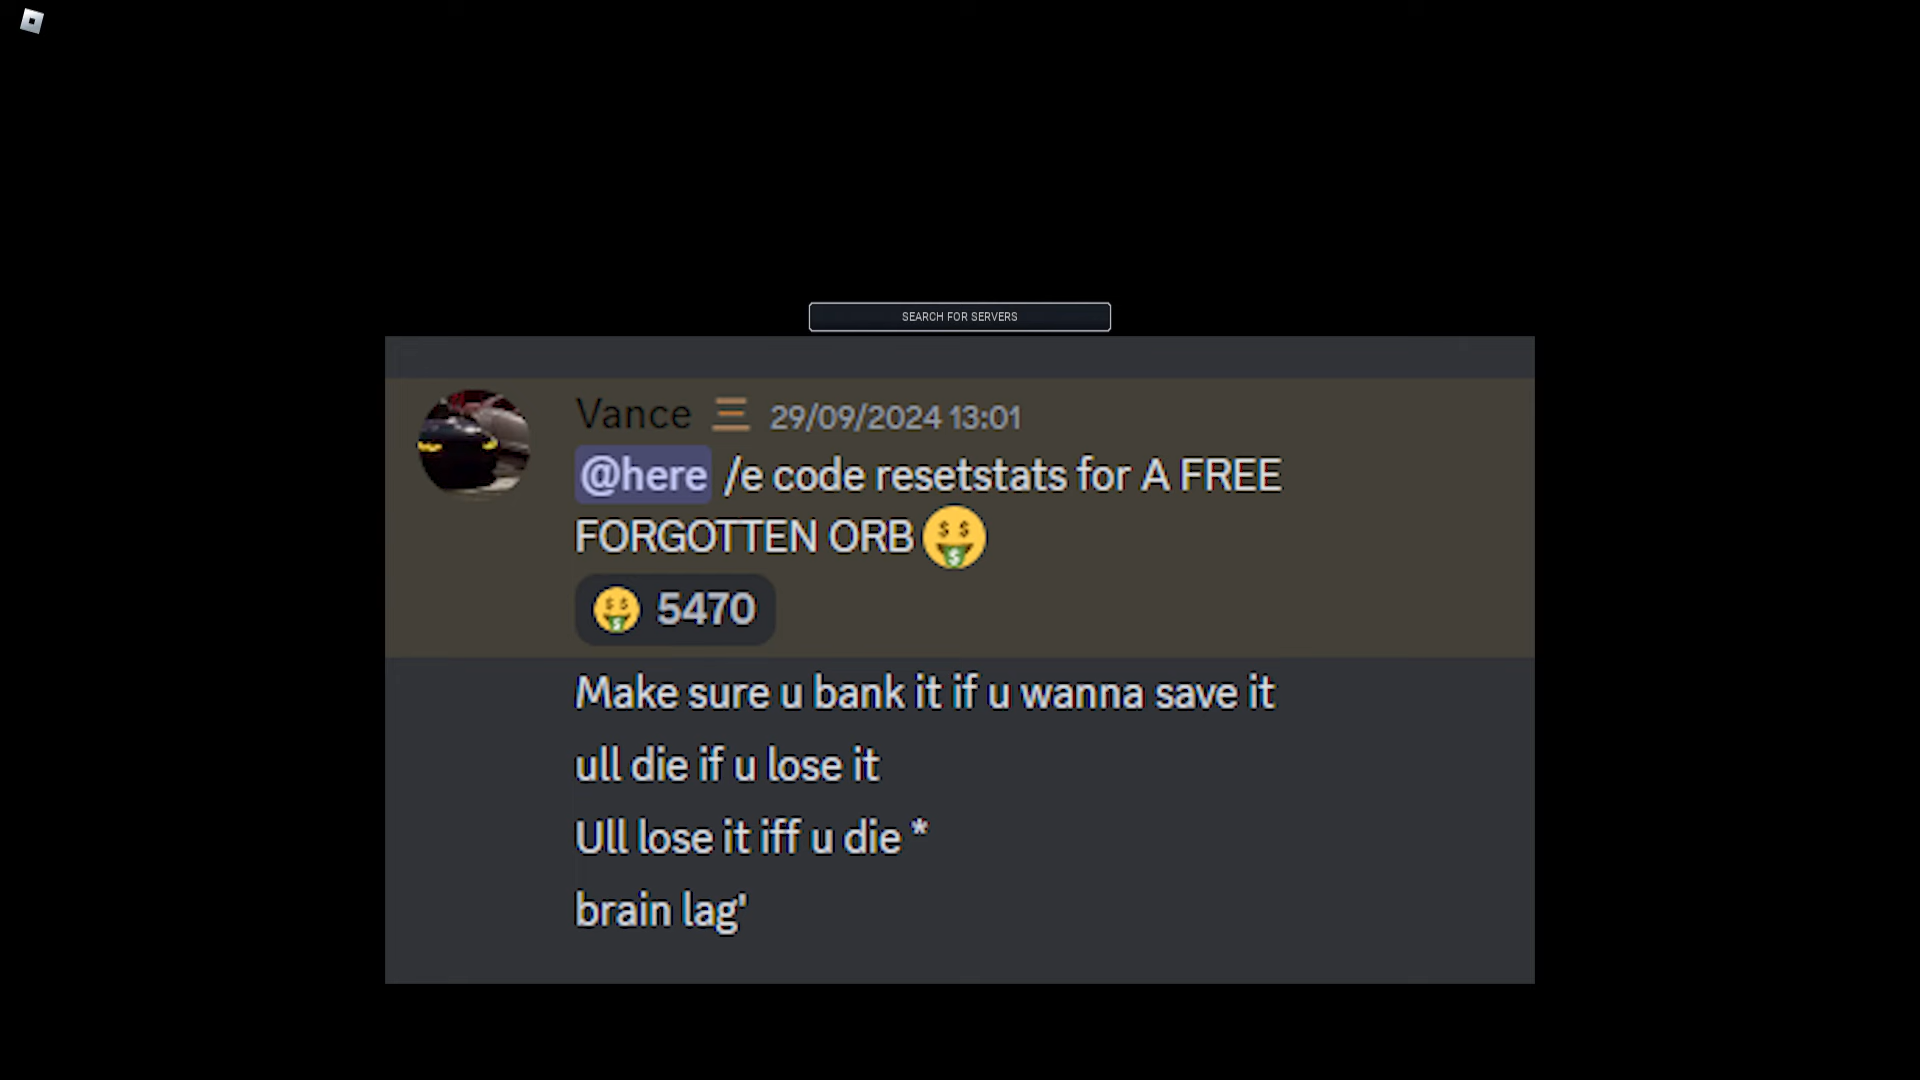 SEARCH FOR SERVERS
Vance 三 29/09/2024 13:01
@here /e code resetstats for A FREE
FORGOTTEN ORB 🤑
🤑 5470
Make sure u bank it if u wanna save it
ull die if u lose it
Ull lose it iff u die *
brain lag'